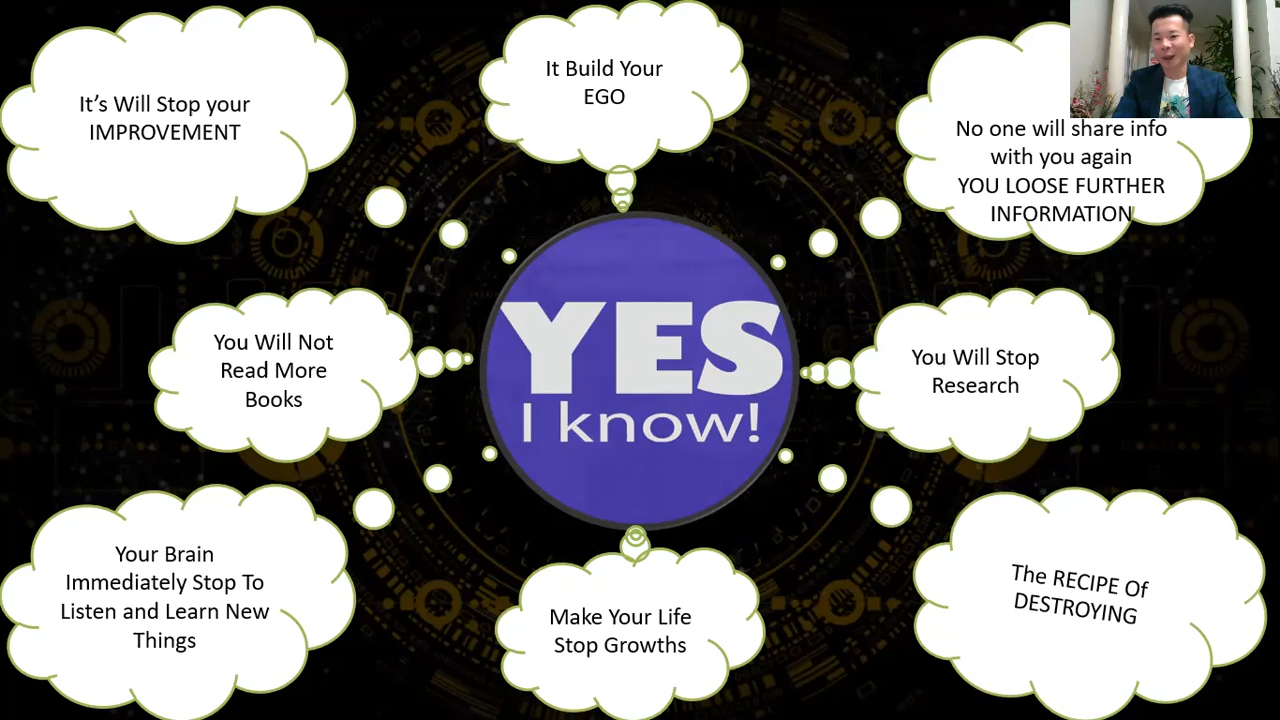 It’s Will Stop your
IMPROVEMENT
It Build Your
EGO
No one will share info
with you again
YOU LOOSE FURTHER
INFORMATION
You Will Not
Read More
Books
YES
I know!
You Will Stop
Research
Your Brain
Immediately Stop To
Listen and Learn New
Things
Make Your Life
Stop Growths
The RECIPE Of
DESTROYING